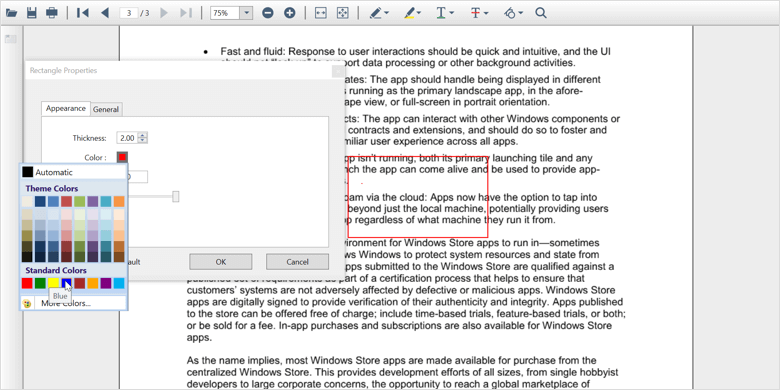 3 / 3
75%
Fast and fluid: Response to user interactions should be quick and intuitive, and the UI
port data processing or other background activities.
Rectangle Properties
ates: The app should handle being displayed in different
s running as the primary landscape app, in the afore-
ape view, or full-screen in portrait orientation.
Appearance General
cts: The app can interact with other Windows components or
contracts and extensions, and should do so to foster and
miliar user experience across all apps.
Thickness: 2.00
Color :
pp isn't running, both its primary launching tile and any
nch the app can come alive and be used to provide app-
Automatic
0
Theme Colors
am via the cloud: Apps now have the option to tap into
beyond just the local machine, potentially providing users
p regardless of what machine they run it from.
vironment for Windows Store apps to run in—sometimes
Windows to protect system resources and state from
ault
OK
Cancel
pps submitted to the Windows Store are qualified against a
Standard Colors
published set of requirements as part of a certification process that helps to ensure that
customers' systems are not adversely affected by defective or malicious apps. Windows Store
Blue
More Colors...
apps are digitally signed to provide verification of their authenticity and integrity. Apps published
to the store can be offered free of charge; include time-based trials, feature-based trials, or both;
or be sold for a fee. In-app purchases and subscriptions are also available for Windows Store
apps.
As the name implies, most Windows Store apps are made available for purchase from the
centralized Windows Store. This provides development efforts of all sizes, from single hobbyist
developers to large corporate concerns, the opportunity to reach a global marketplace of